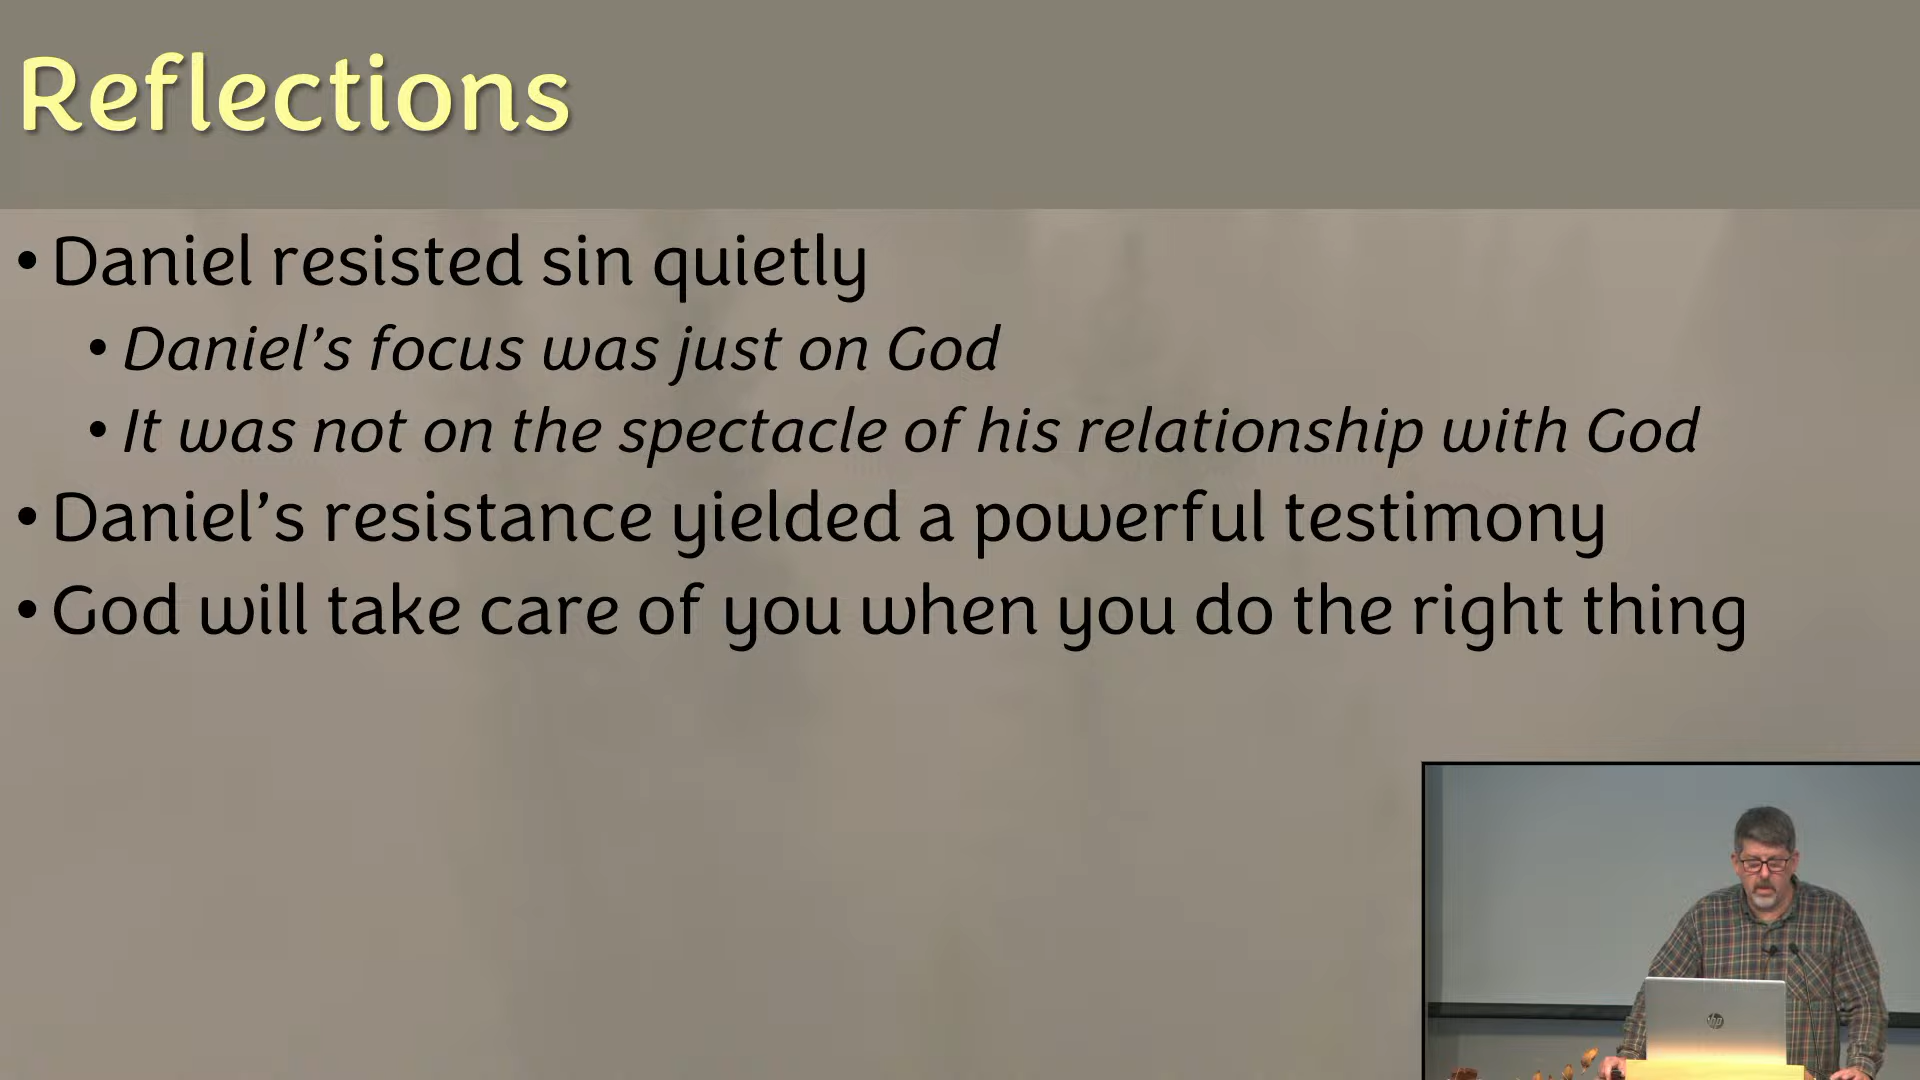 Reflections
• Daniel resisted sin quietly
• Daniel’s focus was just on God
• It was not on the spectacle of his relationship with God
• Daniel’s resistance yielded a powerful testimony
• God will take care of you when you do the right thing
hp